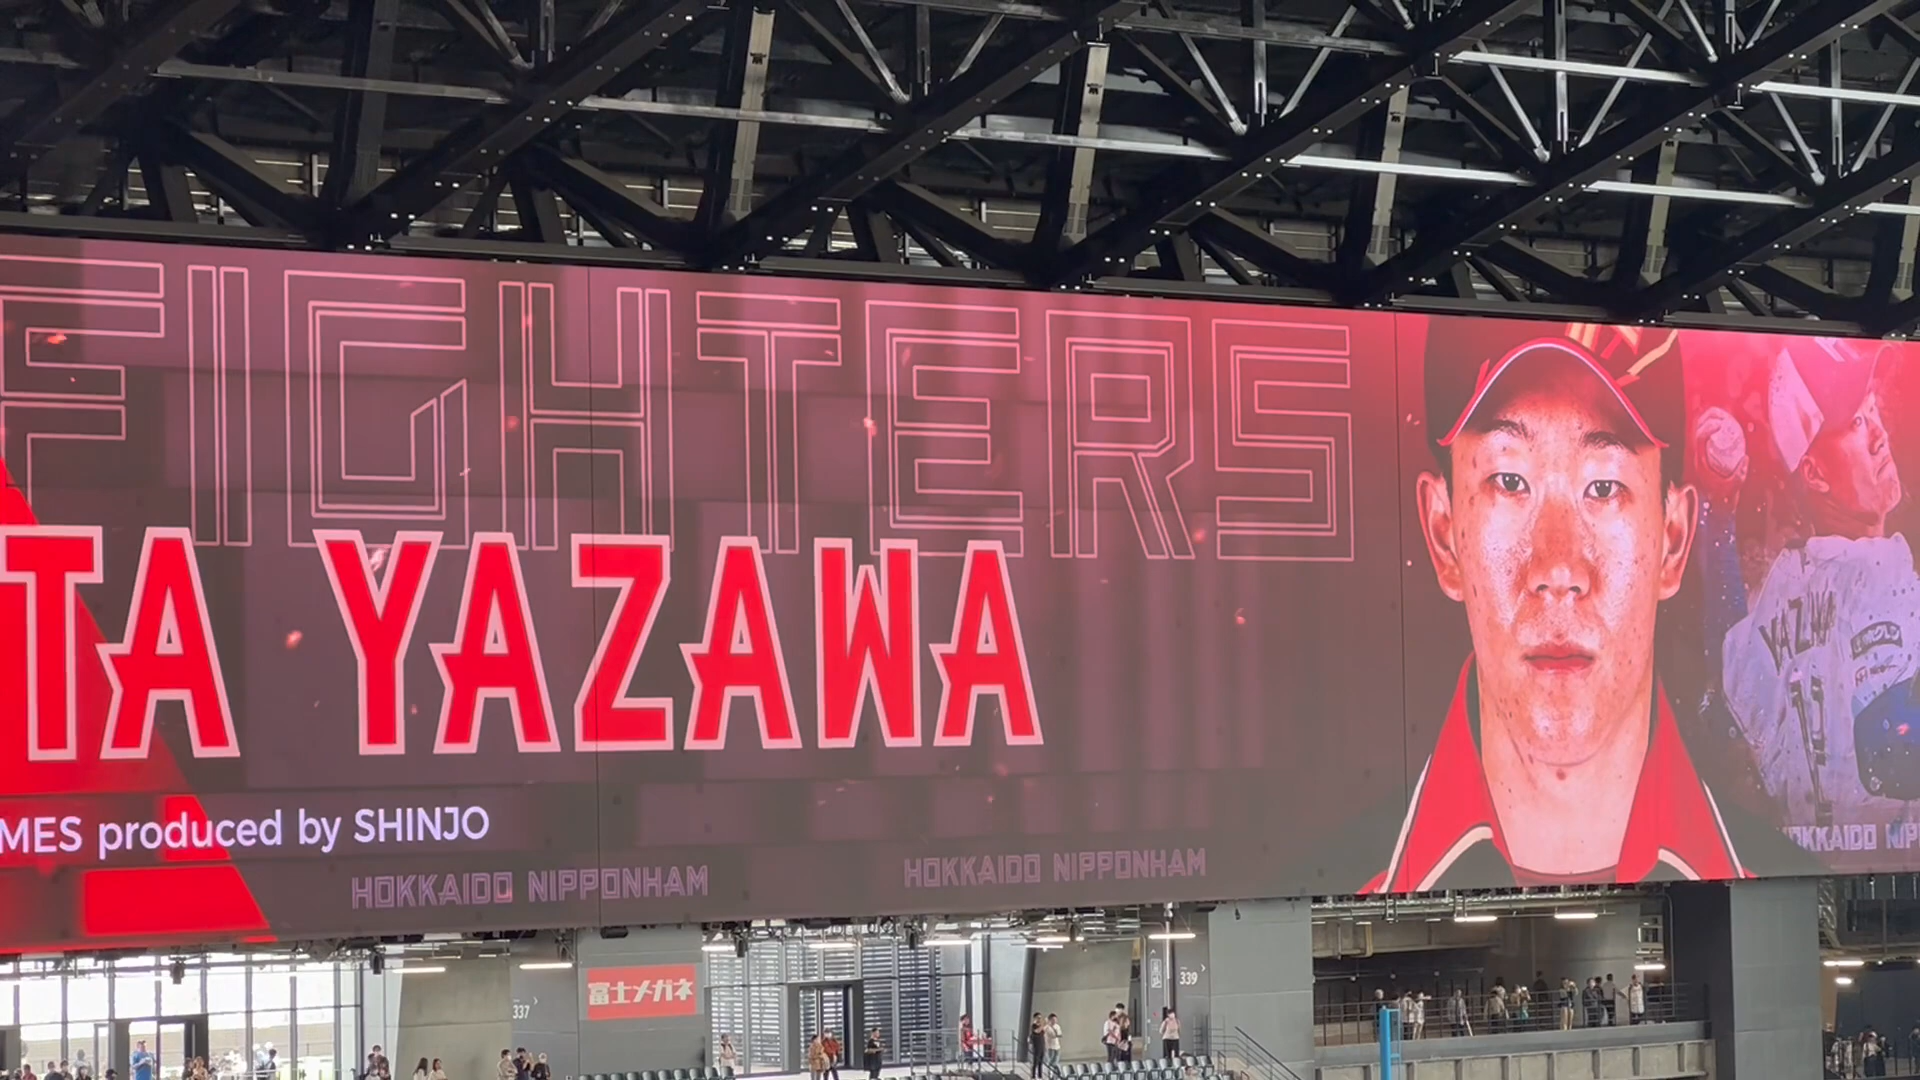 FIGHTERS
TA YAZAWA
YAZAWA
MES produced by SHINJO
HOKKAIDO NIPPONHAM
HOKKAIDO NIPPONHAM
HOKKAIDO NIPP
富士メガネ
337
339